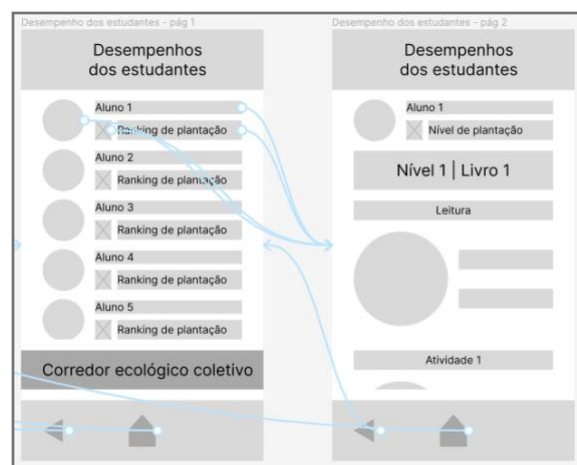 Desempenho dos estudantes - pág 1
Desempenhos
dos estudantes
Aluno 1
Ranking de plantação
Aluno 2
Ranking de plantação
Aluno 3
Ranking de plantação
Aluno 4
Ranking de plantação
Aluno 5
Ranking de plantação
Corredor ecológico coletivo
Desempenho dos estudantes - pág 2
Desempenhos
dos estudantes
Aluno 1
Nível de plantação
Nível 1 | Livro 1
Leitura
Atividade 1